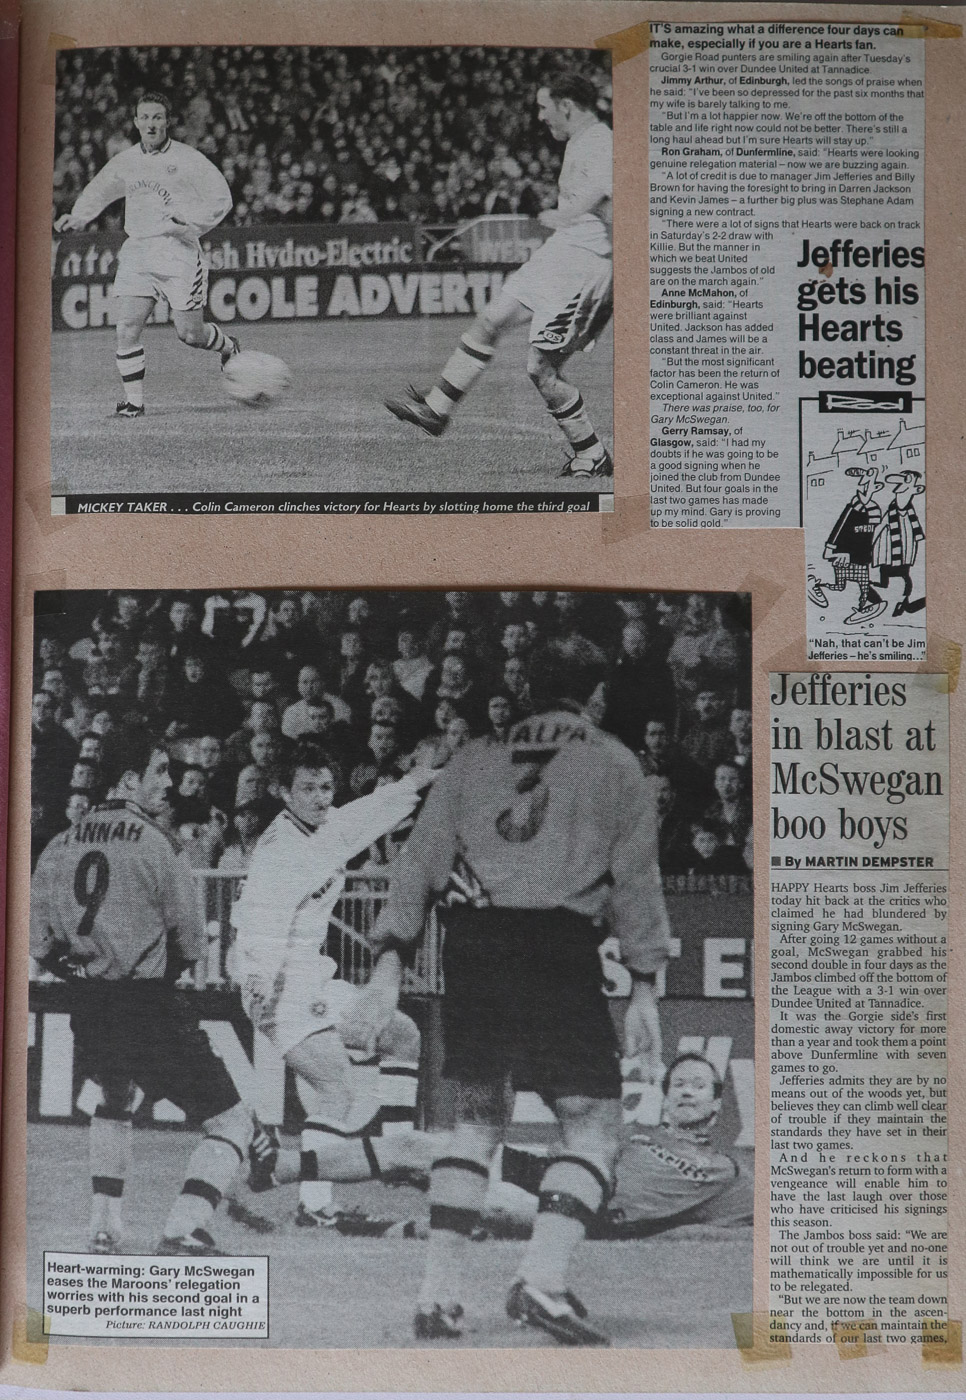 STRONGBOW
ish Hydro-Electric
COLE ADVERTI
MICKEY TAKER . . . Colin Cameron clinches victory for Hearts by slotting home the third goal
IT'S amazing what a difference four days can
make, especially if you are a Hearts fan.
Gorgie Road punters are smiling again after Tuesday's
crucial 3-1 win over Dundee United at Tannadice.
Jimmy Arthur, of Edinburgh, led the songs of praise when
he said: "I've been so depressed for the past six months that
my wife is barely talking to me.
"But I'm a lot happier now. We're off the bottom of the
table and life right now could not be better. There's still a
long haul ahead but I'm sure Hearts will stay up."
Ron Graham, of Dunfermline, said: "Hearts were looking
genuine relegation material – now we are buzzing again.
"A lot of credit is due to manager Jim Jefferies and Billy
Brown for having the foresight to bring in Darren Jackson
and Kevin James – a further big plus was Stephane Adam
signing a new contract.
"There were a lot of signs that Hearts were back on track
in Saturday's 2-2 draw with
Killie. But the manner in
which we beat United
suggests the Jambos of old
are on the march again."
Anne McMahon, of
Edinburgh, said: "Hearts
were brilliant against
United. Jackson has added
class and James will be a
constant threat in the air.
"But the most significant
factor has been the return of
Colin Cameron. He was
exceptional against United."
There was praise, too, for
Gary McSwegan.
Gerry Ramsay, of
Glasgow, said: "I had my
doubts if he was going to be
a good signing when he
joined the club from Dundee
United. But four goals in the
last two games has made
up my mind. Gary is proving
to be solid gold."
Jefferies
gets his
Hearts
beating
"Nah, that can't be Jim
Jefferies – he's smiling..."
Jefferies
in blast at
McSwegan
boo boys
■ By MARTIN DEMPSTER
HAPPY Hearts boss Jim Jefferies
today hit back at the critics who
claimed he had blundered by
signing Gary McSwegan.
After going 12 games without a
goal, McSwegan grabbed his
second double in four days as the
Jambos climbed off the bottom of
the League with a 3-1 win over
Dundee United at Tannadice.
It was the Gorgie side's first
domestic away victory for more
than a year and took them a point
above Dunfermline with seven
games to go.
Jefferies admits they are by no
means out of the woods yet, but
believes they can climb well clear
of trouble if they maintain the
standards they have set in their
last two games.
And he reckons that
McSwegan's return to form with a
vengeance will enable him to
have the last laugh over those
who have criticised his signings
this season.
The Jambos boss said: "We are
not out of trouble yet and no-one
will think we are until it is
mathematically impossible for us
to be relegated.
"But we are now the team down
near the bottom in the ascen-
dancy and, if we can maintain the
standards of our last two games,
MALPA
3
ANNAH
9
STE
Heart-warming: Gary McSwegan
eases the Maroons' relegation
worries with his second goal in a
superb performance last night
Picture: RANDOLPH CAUGHIE